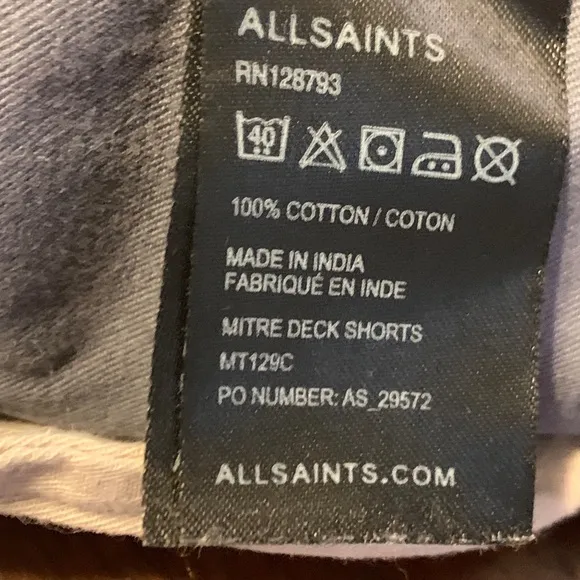 ALLSAINTS
RN128793
40
100% COTTON / COTON
MADE IN INDIA
FABRIQUÉ EN INDE
MITRE DECK SHORTS
MT129C
PO NUMBER: AS_29572
ALLSAINTS.COM